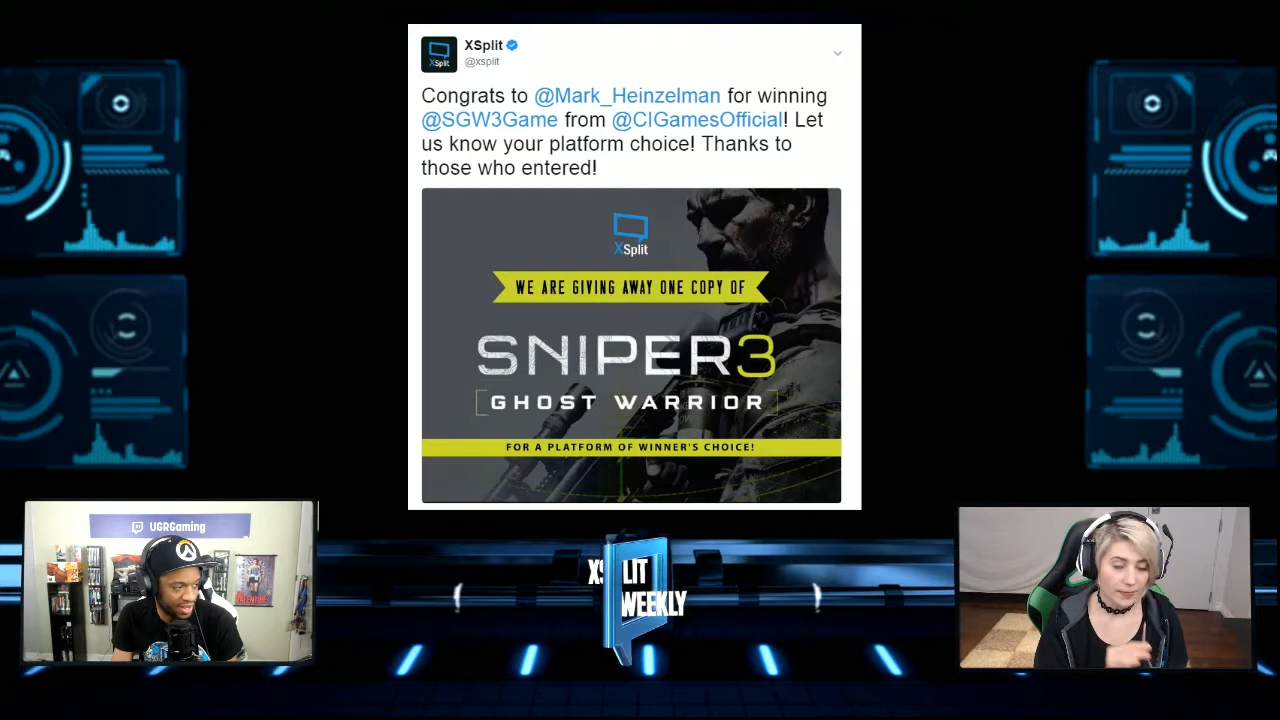 XSplit
@xsplit
Congrats to @Mark_Heinzelman for winning
@SGW3Game from @CIGamesOfficial! Let
us know your platform choice! Thanks to
those who entered!
XSplit
WE ARE GIVING AWAY ONE COPY OF
SNIPER3
GHOST WARRIOR
FOR A PLATFORM OF WINNER'S CHOICE!
UGRGaming
VALENTINE
XSPLIT
WEEKLY